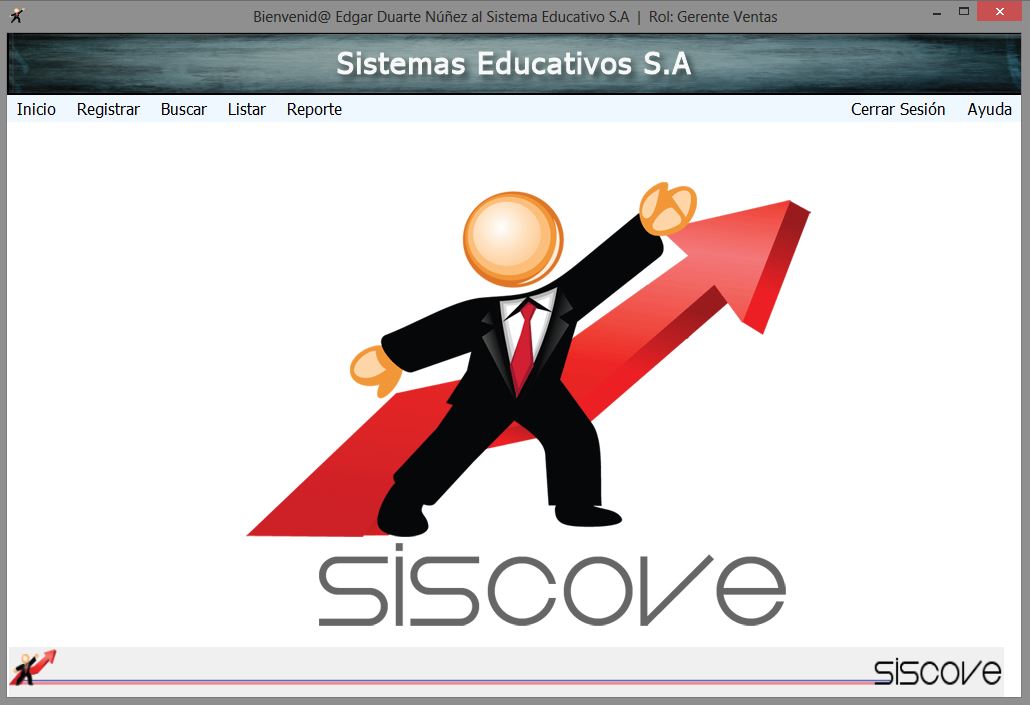 Bienvenid@ Edgar Duarte Núñez al Sistema Educativo S.A | Rol: Gerente Ventas
Sistemas Educativos S.A
Inicio Registrar Buscar Listar Reporte Cerrar Sesión Ayuda
siscove
siscove